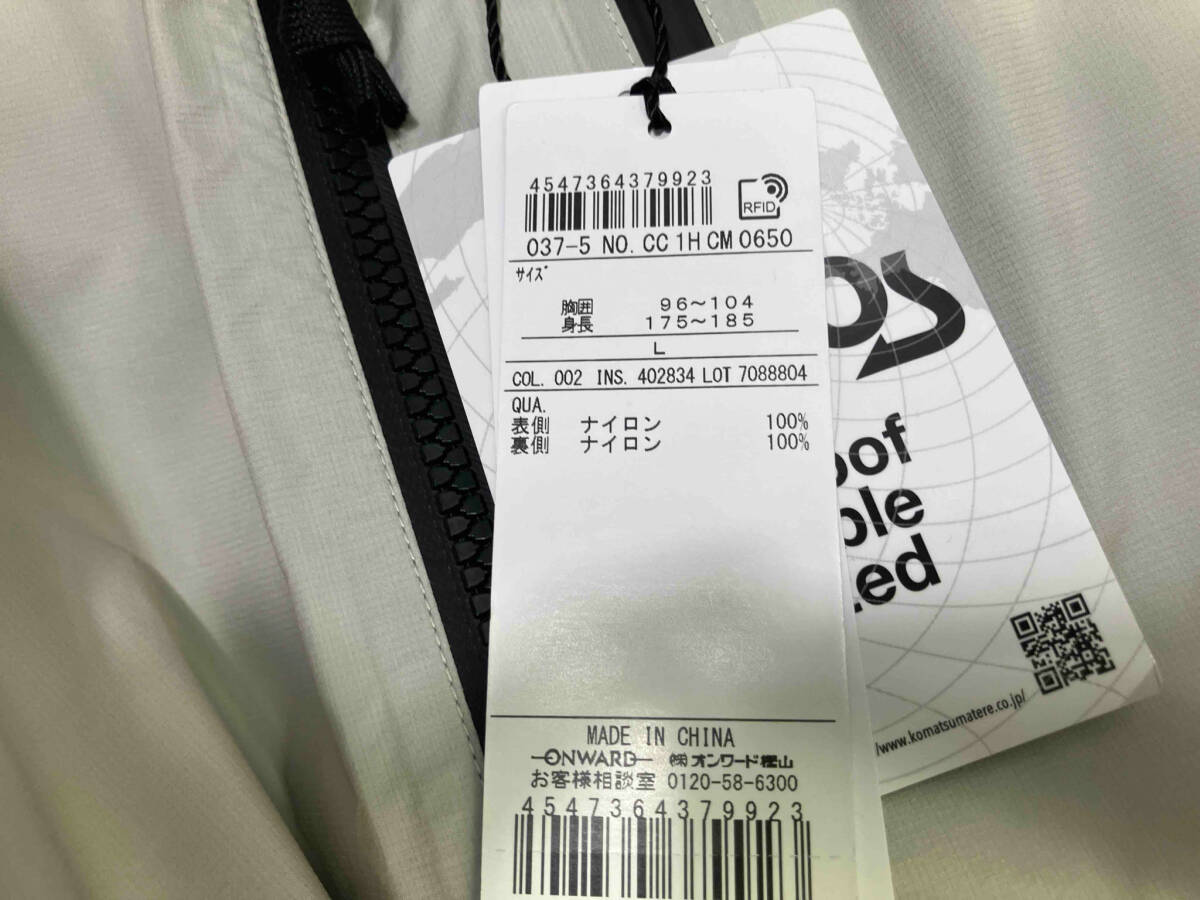 4547364379923
RFID
037-5 NO. CC 1H CM 0650
サイズ
胸囲 96～104
身長 175～185
L
COL. 002 INS. 402834 LOT 7088804
QUA.
表側 ナイロン 100%
裏側 ナイロン 100%
MADE IN CHINA
ONWARD ㈱オンワード樫山
お客様相談室 0120-58-6300
4547364379923
/www.komatsumatere.co.jp/